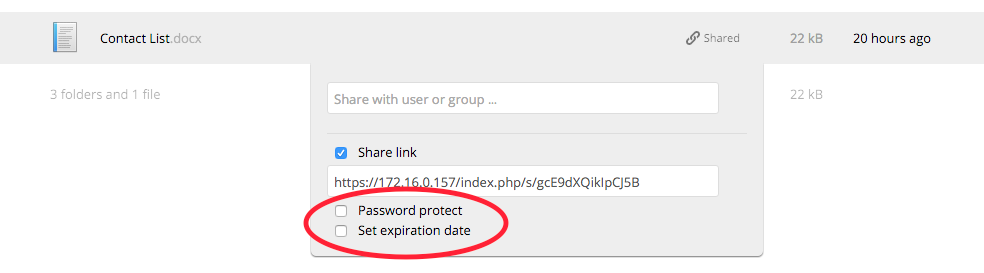 Contact List.docx Shared 22 kB 20 hours ago
3 folders and 1 file 22 kB
Share with user or group ...
Share link
https://172.16.0.157/index.php/s/gcE9dXQikIpCJ5B
Password protect
Set expiration date